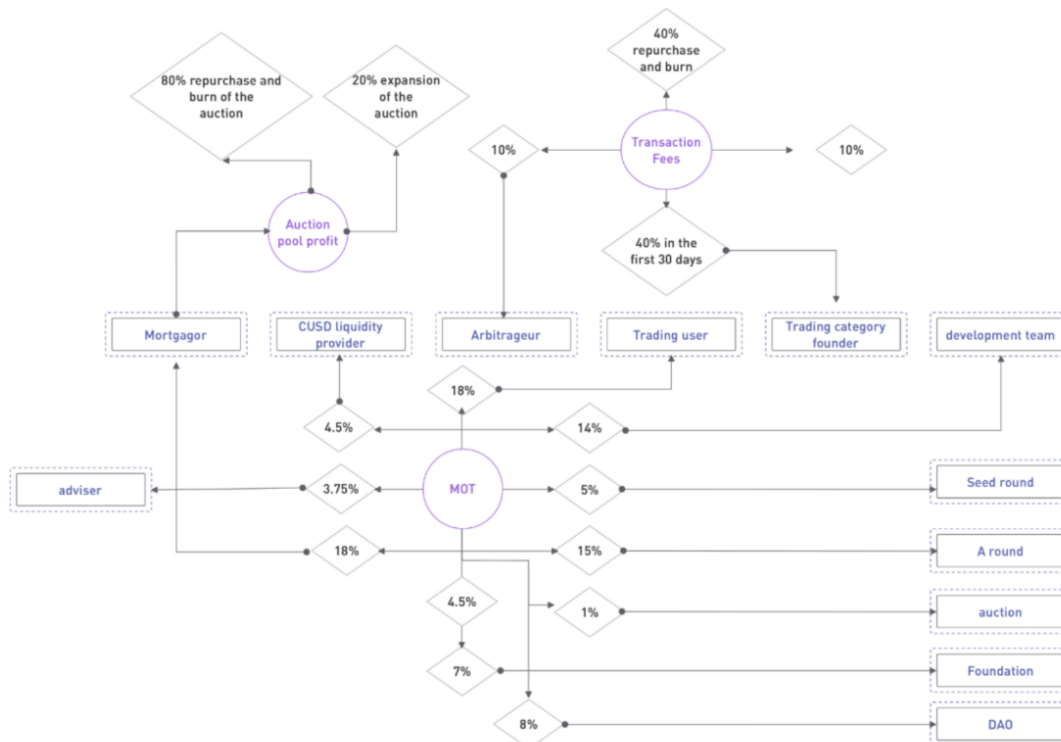 40%
repurchase
and burn
80% repurchase and
burn of the
auction
20% expansion
of the
auction
10%
Transaction
Fees
10%
Auction
pool profit
40% in the
first 30 days
Mortgagor
CUSD liquidity
provider
Arbitrageur
Trading user
Trading category
founder
development team
18%
4.5%
14%
adviser
3.75%
MOT
5%
Seed round
18%
15%
A round
4.5%
1%
auction
7%
Foundation
8%
DAO